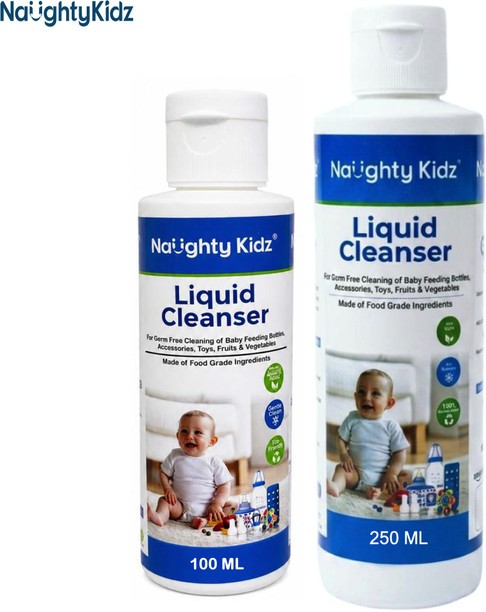 NaughtyKidz
Naughty Kidz®
Liquid
Cleanser
For Germ Free Cleaning of Baby Feeding Bottles,
Accessories, Toys, Fruits & Vegetables
Made of Food Grade Ingredients
Gentle
Clean
Eco
Friendly
100 ML
Naughty Kidz®
Liquid
Cleanser
For Germ Free Cleaning of Baby Feeding Bottles,
Accessories, Toys, Fruits & Vegetables
Made of Food Grade Ingredients
100%
250 ML